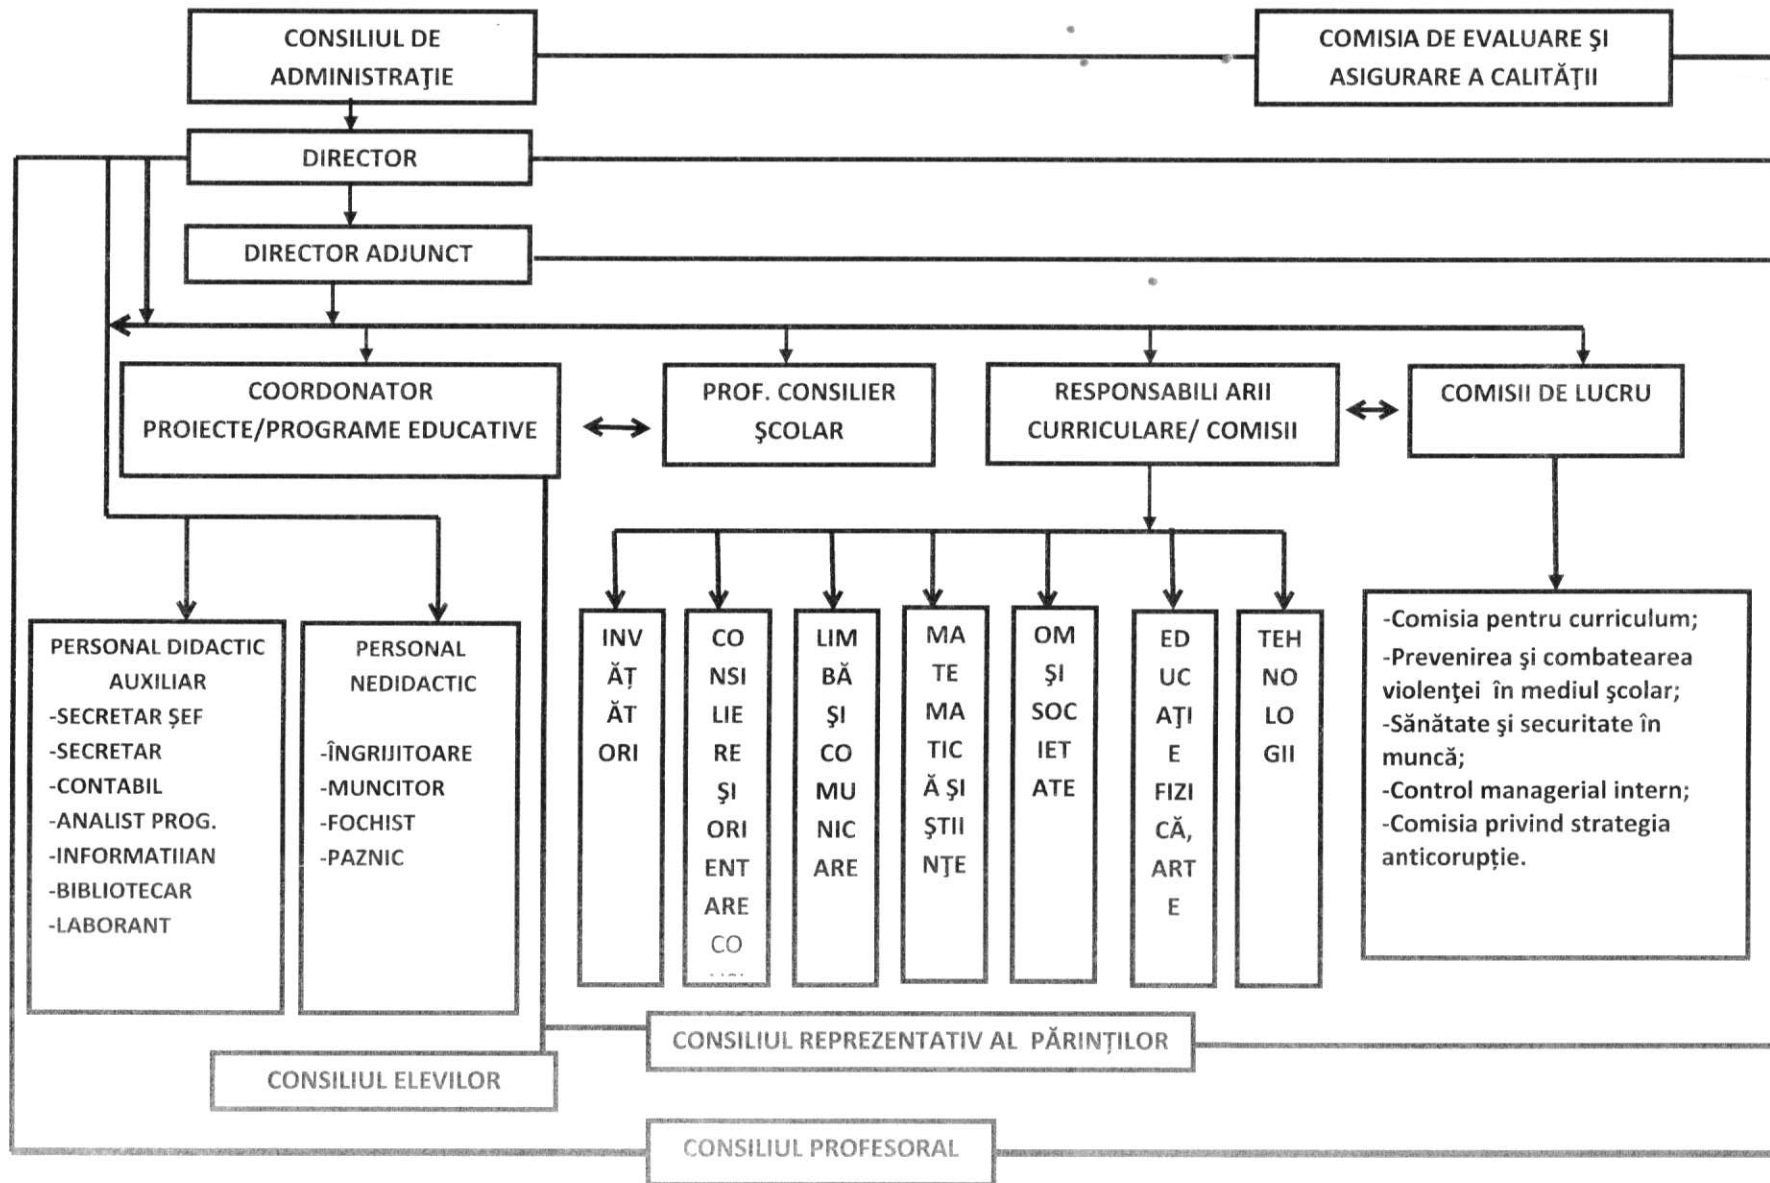 CONSILIUL DE
ADMINISTRAŢIE
COMISIA DE EVALUARE ŞI
ASIGURARE A CALITĂŢII
DIRECTOR
DIRECTOR ADJUNCT
COORDONATOR
PROIECTE/PROGRAME EDUCATIVE
PROF. CONSILIER
ŞCOLAR
RESPONSABILI ARII
CURRICULARE/ COMISII
COMISII DE LUCRU
PERSONAL DIDACTIC
AUXILIAR
-SECRETAR ŞEF
-SECRETAR
-CONTABIL
-ANALIST PROG.
-INFORMATIIAN
-BIBLIOTECAR
-LABORANT
PERSONAL
NEDIDACTIC
-ÎNGRIJITOARE
-MUNCITOR
-FOCHIST
-PAZNIC
INV
ĂȚ
ĂT
ORI
CO
NSI
LIE
RE
ŞI
ORI
ENT
ARE
CO
LIM
BĂ
ŞI
CO
MU
NIC
ARE
MA
TE
MA
TIC
Ă ŞI
ŞTII
NŢE
OM
ŞI
SOC
IET
ATE
ED
UC
AŢI
E
FIZI
CĂ,
ART
E
TEH
NO
LO
GII
-Comisia pentru curriculum;
-Prevenirea şi combatearea
violenţei în mediul şcolar;
-Sănătate şi securitate în
muncă;
-Control managerial intern;
-Comisia privind strategia
anticorupție.
CONSILIUL REPREZENTATIV AL PĂRINŢILOR
CONSILIUL ELEVILOR
CONSILIUL PROFESORAL